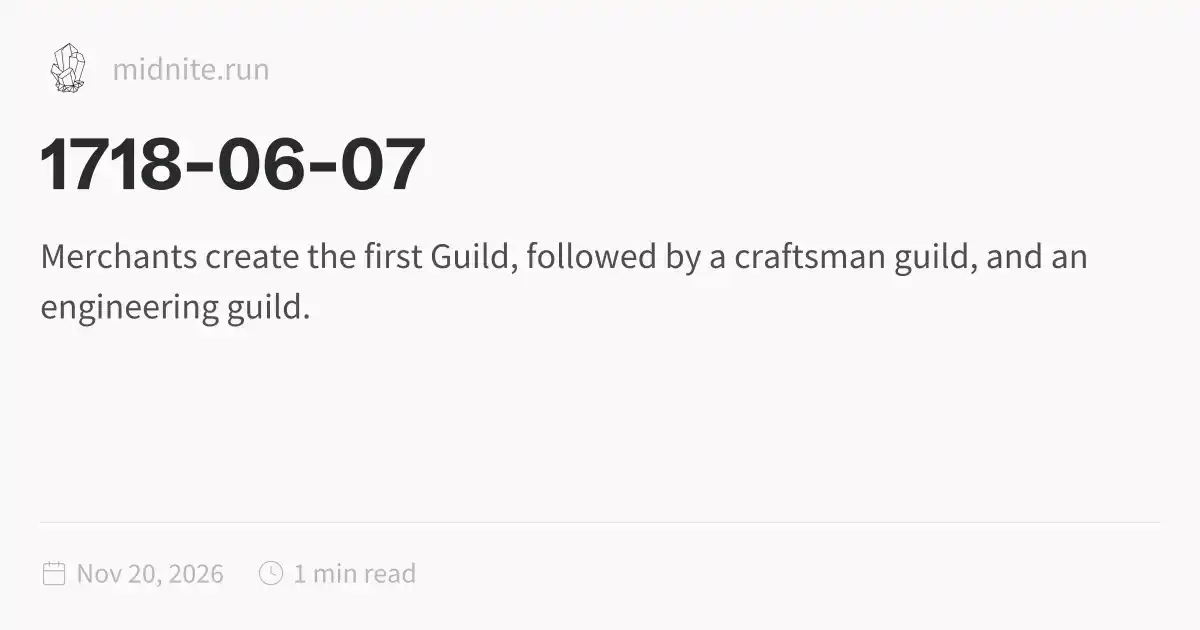 midnite.run
1718-06-07
Merchants create the first Guild, followed by a craftsman guild, and an
engineering guild.
Nov 20, 2026 1 min read